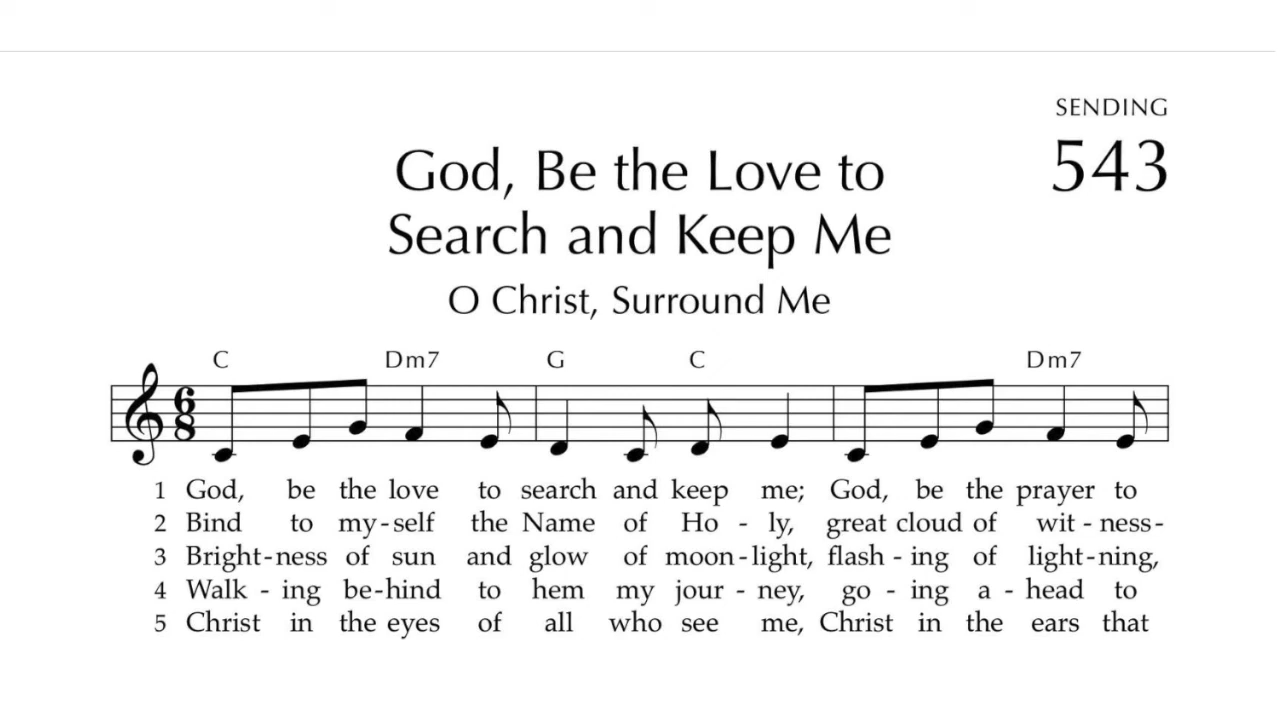 SENDING
543
God, Be the Love to
Search and Keep Me
O Christ, Surround Me
C Dm7 G C Dm7
6
8
1 God, be the love to search and keep me; God, be the prayer to
2 Bind to my-self the Name of Ho - ly, great cloud of wit - ness-
3 Bright-ness of sun and glow of moon-light, flash - ing of light-ning,
4 Walk - ing be-hind to hem my jour - ney, go - ing a - head to
5 Christ in the eyes of all who see me, Christ in the ears that